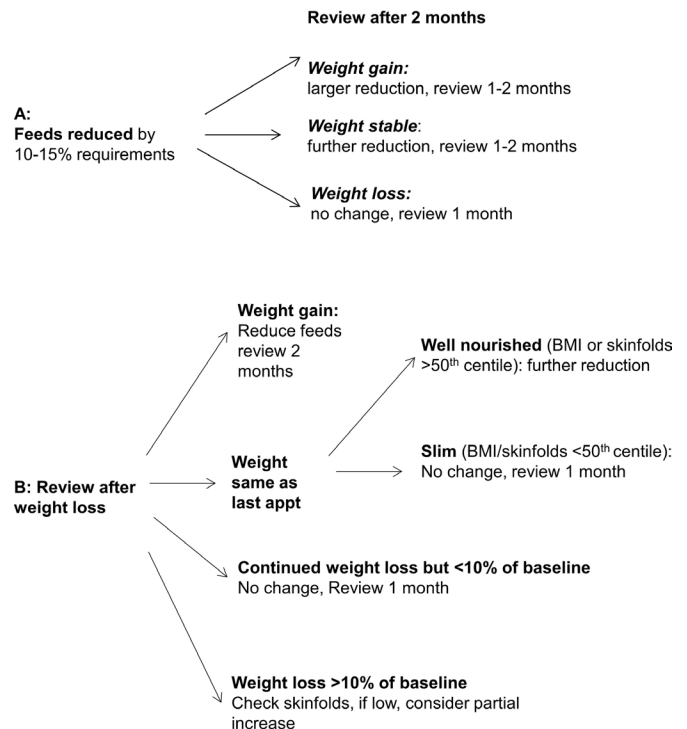 Review after 2 months
Weight gain:
larger reduction, review 1-2 months
A:
Feeds reduced by
10-15% requirements
Weight stable:
further reduction, review 1-2 months
Weight loss:
no change, review 1 month
Weight gain:
Reduce feeds
review 2
months
Well nourished (BMI or skinfolds
>50th centile): further reduction
B: Review after
weight loss
Weight
same as
last appt
Slim (BMI/skinfolds <50th centile):
No change, review 1 month
Continued weight loss but <10% of baseline
No change, Review 1 month
Weight loss >10% of baseline
Check skinfolds, if low, consider partial
increase